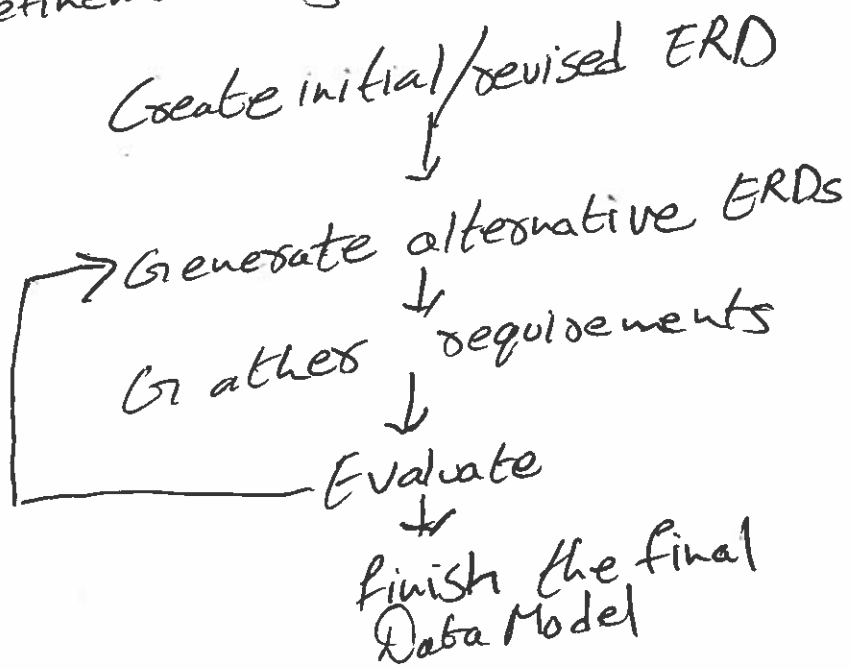 Create initial/revised ERD
Generate alternative ERDs
Gather requirements
Evaluate
finish the final
Data Model